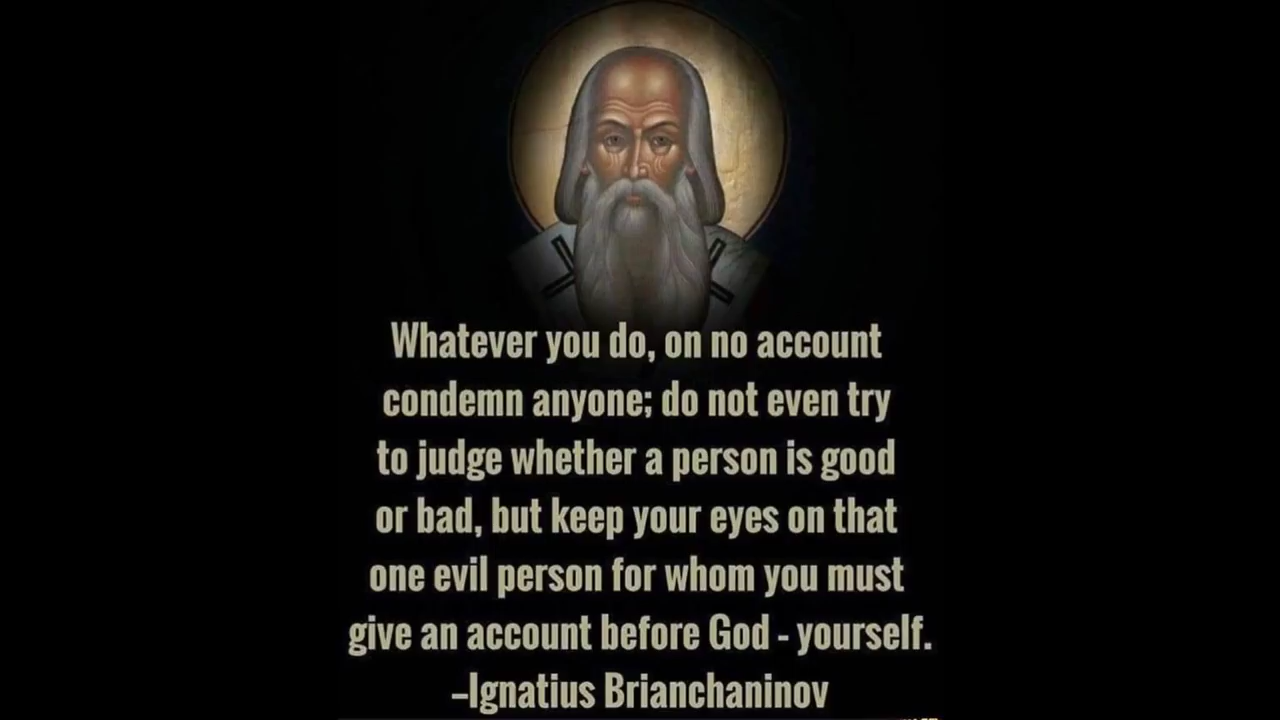 Whatever you do, on no account
condemn anyone; do not even try
to judge whether a person is good
or bad, but keep your eyes on that
one evil person for whom you must
give an account before God - yourself.
–Ignatius Brianchaninov